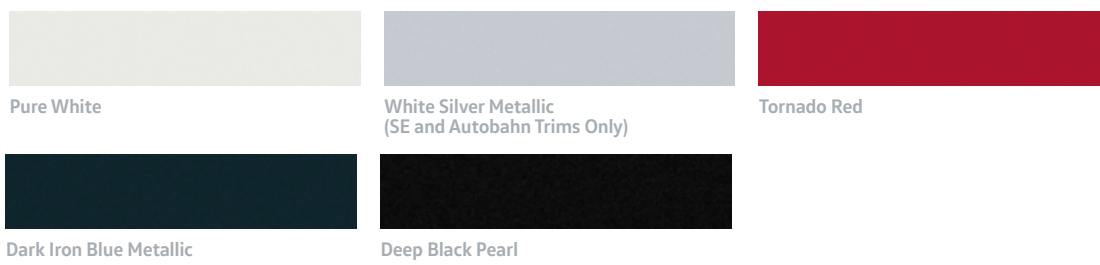 Pure White
White Silver Metallic
(SE and Autobahn Trims Only)
Tornado Red
Dark Iron Blue Metallic
Deep Black Pearl